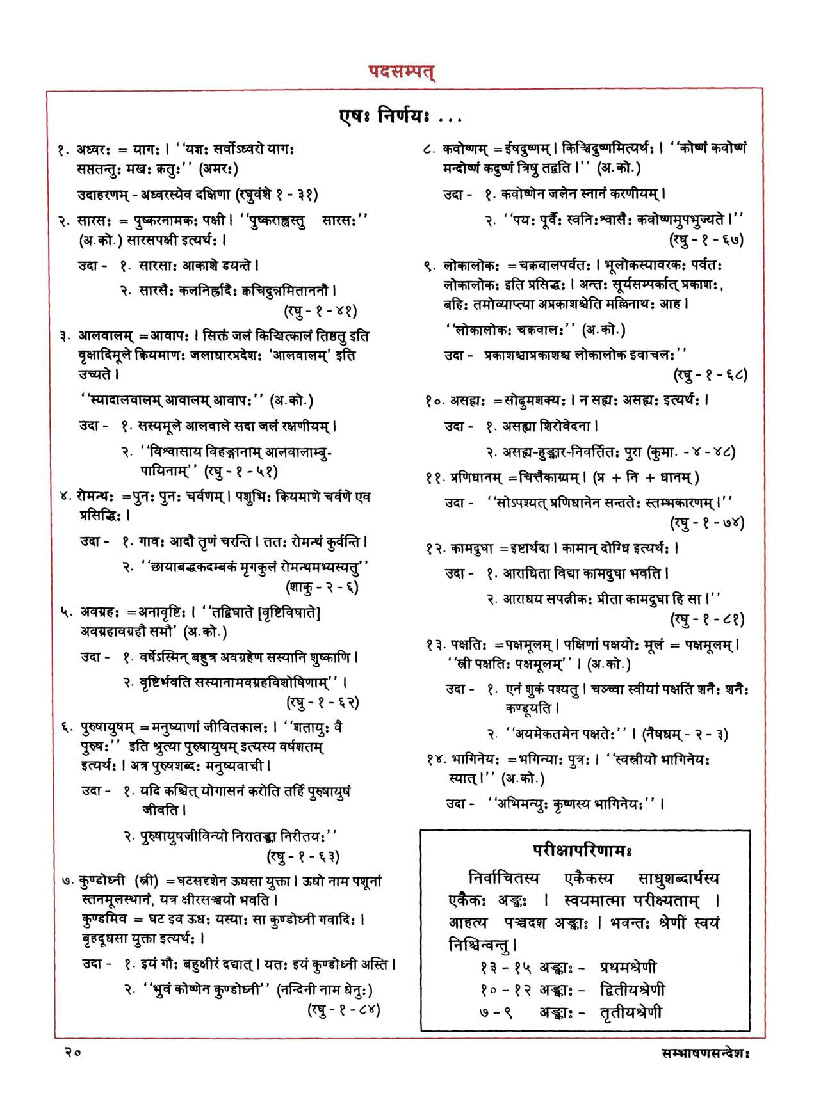 पदसम्पत्
एषः निर्णयः ...
१. अध्वरः = यागः । ‘‘यज्ञः सर्वोऽध्वरो यागः
सप्ततन्तुः मखः क्रतुः’’ (अमरः)
उदाहरणम् - अध्वरस्येव दक्षिणा (रघुवंशे १ - ३१)
२. सारसः = पुष्करनामकः पक्षी । ‘‘पुष्कराह्वस्तु सारसः’’
(अ.को.) सारसपक्षी इत्यर्थः ।
उदा - १. सारसाः आकाशे डयन्ते ।
२. सारसैः कलनिर्ह्रादैः क्वचिदुन्नमिताननौ ।
(रघु - १ - ४१)
३. आलवालम् =आवापः । सिक्तं जलं किञ्चित्कालं तिष्ठतु इति
वृक्षादिमूले क्रियमाणः जलाधारप्रदेशः ‘आलवालम्’ इति
उच्यते ।
‘‘स्यादालवालम् आवालम् आवापः’’ (अ.को.)
उदा - १. सस्यमूले आलवाले सदा जलं रक्षणीयम् ।
२. ‘‘विश्वासाय विहङ्गानाम् आलवालाम्बु-
पायिनाम्’’ (रघु - १ - ५१)
४. रोमन्थः =पुनः पुनः चर्वणम् । पशुभिः क्रियमाणे चर्वणे एव
प्रसिद्धिः ।
उदा - १. गावः आदौ तृणं चरन्ति । ततः रोमन्थं कुर्वन्ति ।
२. ‘‘छायाबद्धकदम्बकं मृगकुलं रोमन्थमभ्यस्यतु’’
(शाकु - २ - ६)
५. अवग्रहः =अनावृष्टिः । ‘‘तद्विघाते [वृष्टिविघाते]
अवग्रहावग्रहौ समौ’ (अ.को.)
उदा - १. वर्षेऽस्मिन् बहुत्र अवग्रहेण सस्यानि शुष्काणि ।
२. वृष्टिर्भवति सस्यानामवग्रहविशोषिणाम्’’ ।
(रघु - १ - ६२)
६. पुरुषायुषम् =मनुष्याणां जीवितकालः । ‘‘शतायुः वै
पुरुषः’’ इति श्रुत्या पुरुषायुषम् इत्यस्य वर्षशतम्
इत्यर्थः । अत्र पुरुषशब्दः मनुष्यवाची ।
उदा - १. यदि कश्चित् योगासनं करोति तर्हि पुरुषायुषं
जीवति ।
२. पुरुषायुषजीविन्यो निरातङ्का निरीतयः’’
(रघु - १ - ६३)
७. कुण्डोध्नी (स्त्री) =घटसदृशेन ऊधसा युक्ता । ऊधो नाम पशूनां
स्तनमूलस्थानं, यत्र क्षीरसञ्चयो भवति ।
कुण्डमिव = घट इव ऊधः यस्याः सा कुण्डोध्नी गवादिः ।
बृहदूधसा युक्ता इत्यर्थः ।
उदा - १. इयं गौः बहुक्षीरं दद्यात् । यतः इयं कुण्डोध्नी अस्ति ।
२. ‘‘भुवं कोष्णेन कुण्डोध्नी’’ (नन्दिनी नाम धेनुः)
(रघु - १ - ८४)
८. कवोष्णम् =ईषदुष्णम् । किञ्चिदुष्णमित्यर्थः । ‘‘कोष्णं कवोष्णं
मन्दोष्णं कदुष्णं त्रिषु तद्वति ।’’ (अ.को.)
उदा - १. कवोष्णेन जलेन स्नानं करणीयम् ।
२. ‘‘पयः पूर्वैः स्वनिःश्वासैः कवोष्णमुपभुज्यते ।’’
(रघु - १ - ६७)
९. लोकालोकः =चक्रवालपर्वतः । भूलोकस्यावरकः पर्वतः
लोकालोकः इति प्रसिद्धः । अन्तः सूर्यसम्पर्कात् प्रकाशः,
बहिः तमोव्याप्त्या अप्रकाशश्चेति मल्लिनाथः आह ।
‘‘लोकालोकः चक्रवालः’’ (अ.को.)
उदा - प्रकाशश्चाप्रकाशश्च लोकालोक इवाचलः’’
(रघु - १ - ६८)
१०. असह्यः =सोढुमशक्यः । न सह्यः असह्यः इत्यर्थः ।
उदा - १. असह्या शिरोवेदना ।
२. असह्य-हुङ्कार-निवर्तितः पुरा (कुमा. - ४ - ४८)
११. प्रणिधानम् =चित्तैकाग्र्यम् । (प्र + नि + धानम्)
उदा - ‘‘सोऽपश्यत् प्रणिधानेन सन्ततेः स्तम्भकारणम् ।’’
(रघु - १ - ७४)
१२. कामदुघा =इष्टार्थदा । कामान् दोग्धि इत्यर्थः ।
उदा - १. आराधिता विद्या कामदुघा भवति ।
२. आराधय सपत्नीकः प्रीता कामदुघा हि सा ।’’
(रघु - १ - ८१)
१३. पक्षतिः =पक्षमूलम् । पक्षिणां पक्षयोः मूलं = पक्षमूलम् ।
‘‘स्त्री पक्षतिः पक्षमूलम्’’ । (अ.को.)
उदा - १. एनं शुकं पश्यतु । चञ्च्वा स्वीयां पक्षतिं शनैः शनैः
कण्डूयति ।
२. ‘‘अयमेकतमेन पक्षतेः’’ । (नैषधम् - २ - ३)
१४. भागिनेयः =भगिन्याः पुत्रः । ‘‘स्वस्रीयो भागिनेयः
स्यात् ।’’ (अ.को.)
उदा - ‘‘अभिमन्युः कृष्णस्य भागिनेयः’’ ।
परीक्षापरिणामः
निर्वाचितस्य एकैकस्य साधुशब्दार्थस्य
एकैकः अङ्कः । स्वयमात्मा परीक्ष्यताम् ।
आहत्य पञ्चदश अङ्काः । भवन्तः श्रेणीं स्वयं
निश्चिन्वन्तु ।
१३ - १५ अङ्काः - प्रथमश्रेणी
१० - १२ अङ्काः - द्वितीयश्रेणी
७ - ९ अङ्काः - तृतीयश्रेणी
२०
सम्भाषणसन्देशः